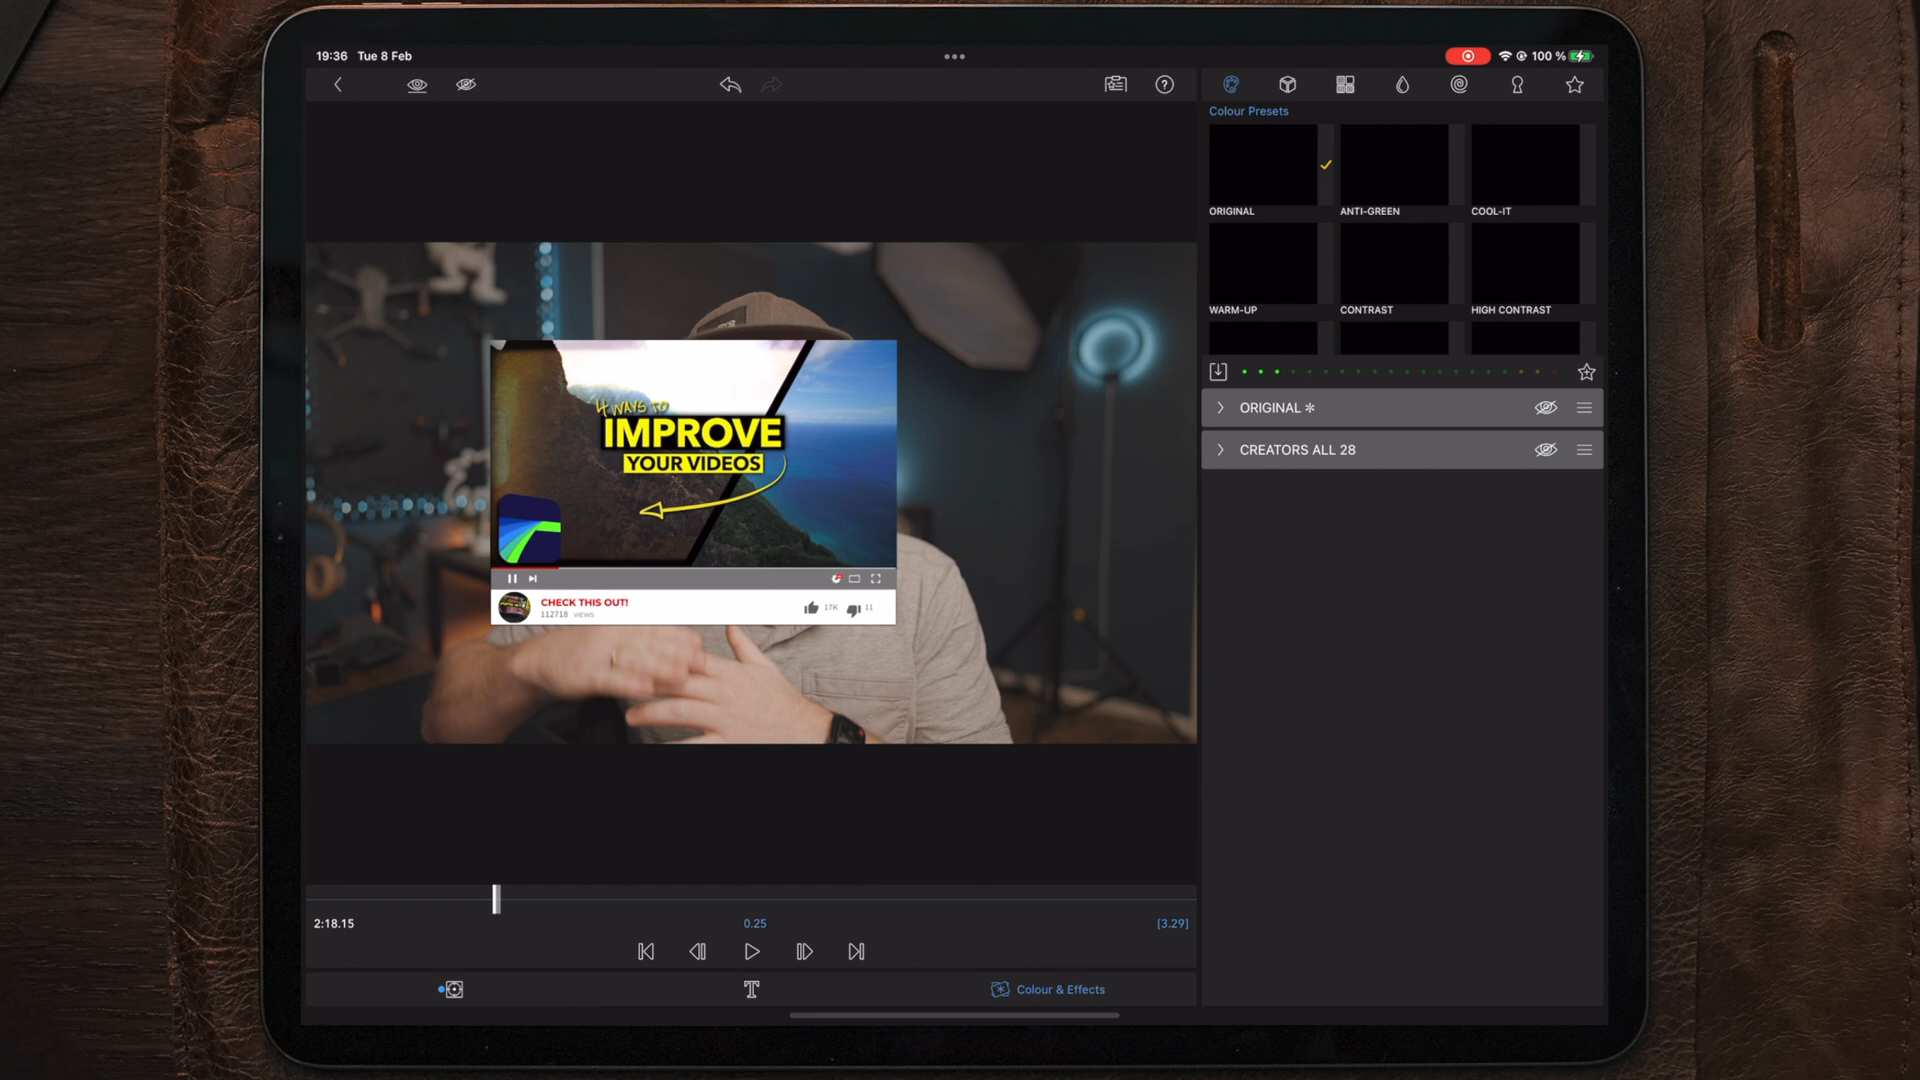 19:36 Tue 8 Feb
100 %
Colour Presets
ORIGINAL
ANTI-GREEN
COOL-IT
WARM-UP
CONTRAST
HIGH CONTRAST
ORIGINAL ✻
CREATORS ALL 28
4 WAYS TO
IMPROVE
YOUR VIDEOS
CHECK THIS OUT!
112718 VIEWS
17K
11
2:18.15
0.25
[3.29]
T
Colour & Effects